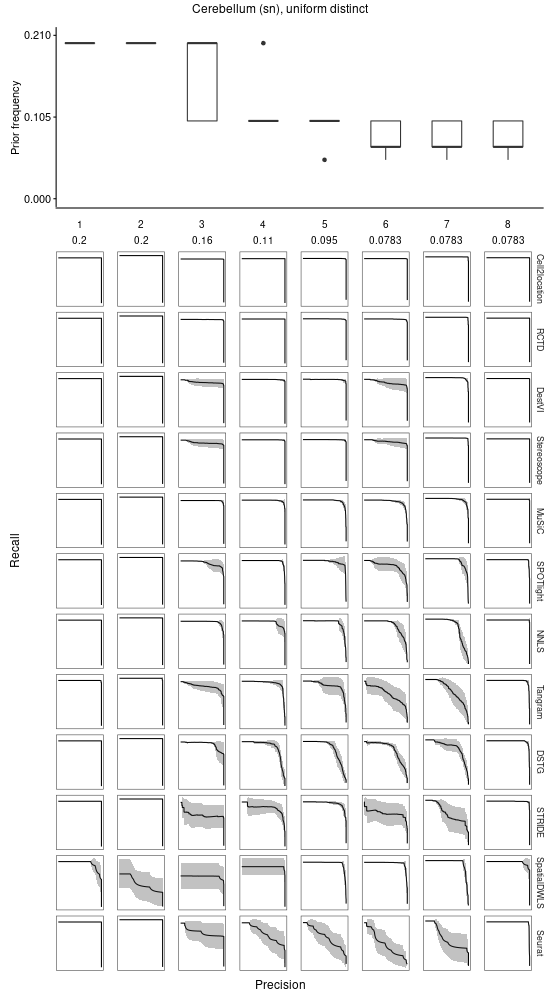 Cerebellum (sn), uniform distinct
Prior frequency
0.210
0.105
0.000
1 2 3 4 5 6 7 8
0.2 0.2 0.16 0.11 0.095 0.0783 0.0783 0.0783
Cell2location
RCTD
DestVI
Stereoscope
MuSiC
SPOTlight
NNLS
Tangram
DSTG
STRIDE
SpatialDWLS
Seurat
Recall
Precision